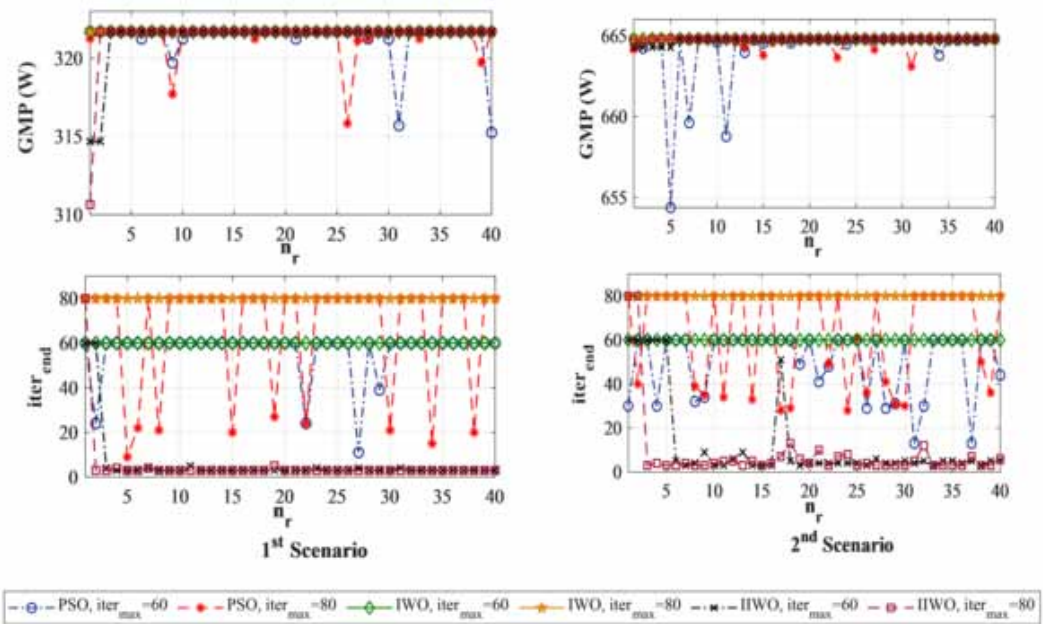 GMP (W)
320
315
310
5 10 15 20 25 30 35 40
n_r
GMP (W)
665
660
655
5 10 15 20 25 30 35 40
n_r
iter_end
80
60
40
20
0
5 10 15 20 25 30 35 40
n_r
1st Scenario
iter_end
80
60
40
20
0
5 10 15 20 25 30 35 40
n_r
2nd Scenario
PSO, iter_max=60 PSO, iter_max=80 IWO, iter_max=60 IWO, iter_max=80 IIWO, iter_max=60 IIWO, iter_max=80